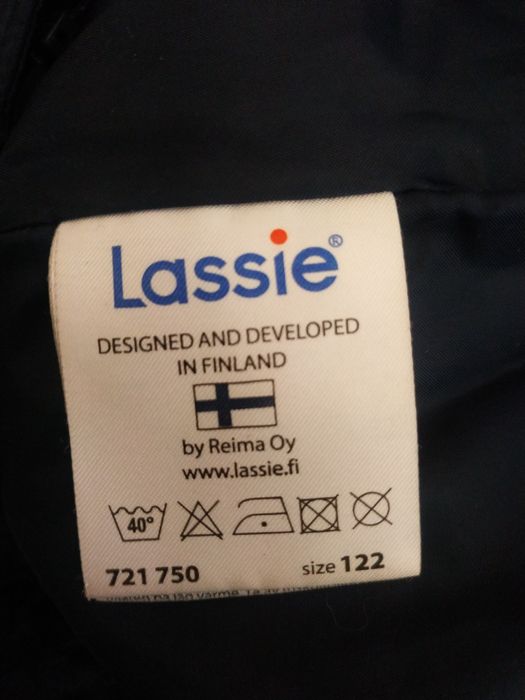 Lassie®
DESIGNED AND DEVELOPED
IN FINLAND
by Reima Oy
www.lassie.fi
40°
721 750 size 122